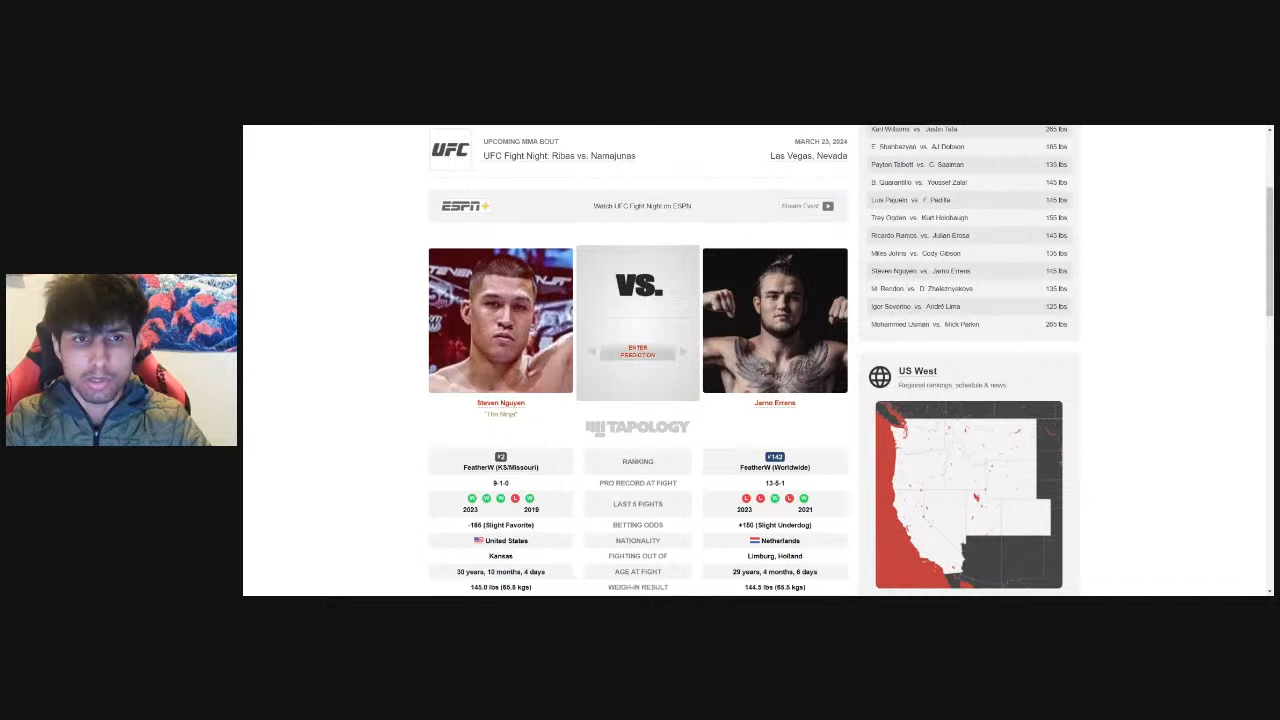 UFC
UPCOMING MMA BOUT
MARCH 23, 2024
UFC Fight Night: Ribas vs. Namajunas
Las Vegas, Nevada
ESPN+
Watch UFC Fight Night on ESPN
Stream Event
VS.
ENTER
PREDICTION
Steven Nguyen
Jarno Errens
"The Ninja"
TAPOLOGY
#2
FeatherW (KS/Missouri)
RANKING
#142
FeatherW (Worldwide)
9-1-0
PRO RECORD AT FIGHT
13-5-1
W W W L W
LAST 5 FIGHTS
L L W L W
2023 2019
2023 2021
-185 (Slight Favorite)
BETTING ODDS
+150 (Slight Underdog)
United States
NATIONALITY
Netherlands
Kansas
FIGHTING OUT OF
Limburg, Holland
30 years, 10 months, 4 days
AGE AT FIGHT
29 years, 4 months, 6 days
145.0 lbs (65.8 kgs)
WEIGH-IN RESULT
144.5 lbs (65.5 kgs)
Karl Williams vs. Justin Tafa 265 lbs
E. Shahbazyan vs. AJ Dobson 185 lbs
Payton Talbott vs. C. Saaiman 135 lbs
B. Quarantillo vs. Youssef Zalal 145 lbs
Luis Pajuelo vs. F. Padilla 145 lbs
Trey Ogden vs. Kurt Holobaugh 155 lbs
Ricardo Ramos vs. Julian Erosa 145 lbs
Miles Johns vs. Cody Gibson 135 lbs
Steven Nguyen vs. Jarno Errens 145 lbs
M. Rendon vs. D. Zheleznyakova 135 lbs
Igor Severino vs. André Lima 125 lbs
Mohammed Usman vs. Mick Parkin 265 lbs
US West
Regional rankings, schedule & news